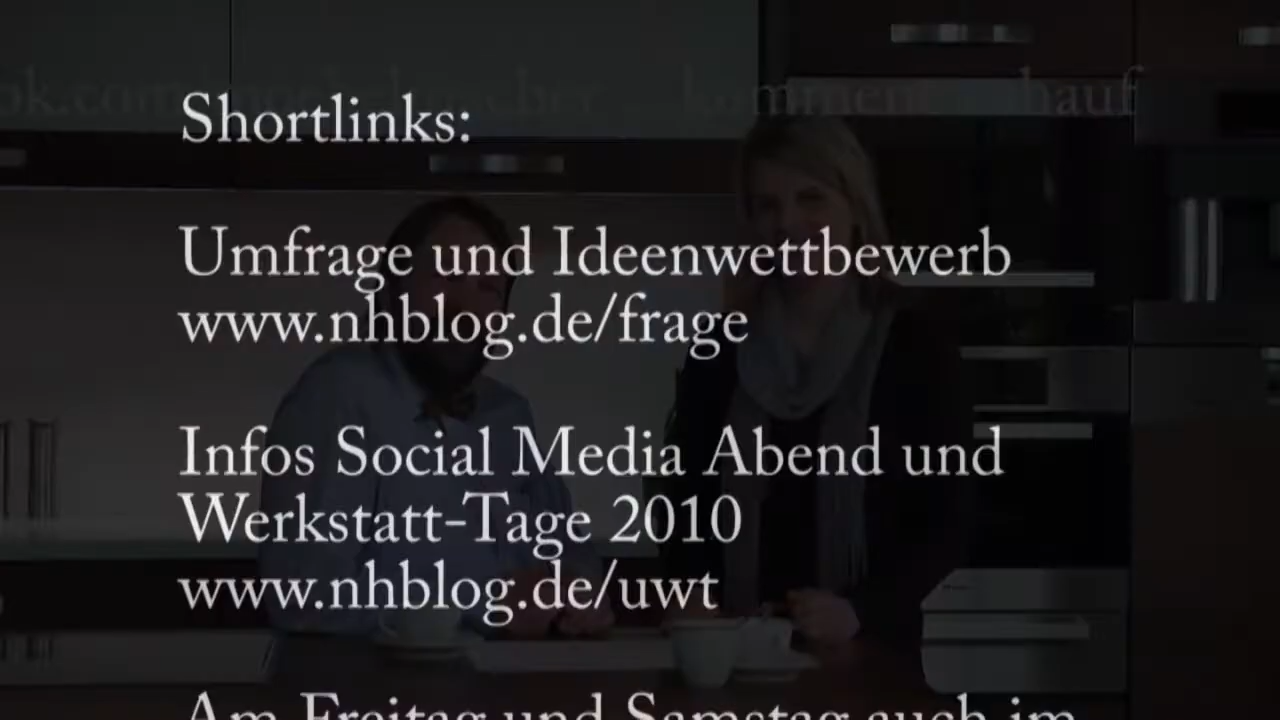 Shortlinks:
Umfrage und Ideenwettbewerb
www.nhblog.de/frage
Infos Social Media Abend und
Werkstatt-Tage 2010
www.nhblog.de/uwt
Am Freitag und Samstag auch im